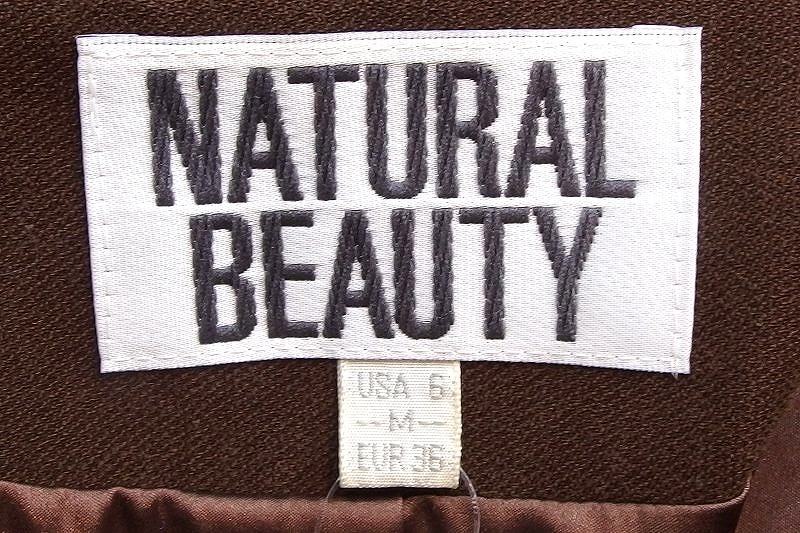 NATURAL
BEAUTY
USA 6
--M--
EUR 36